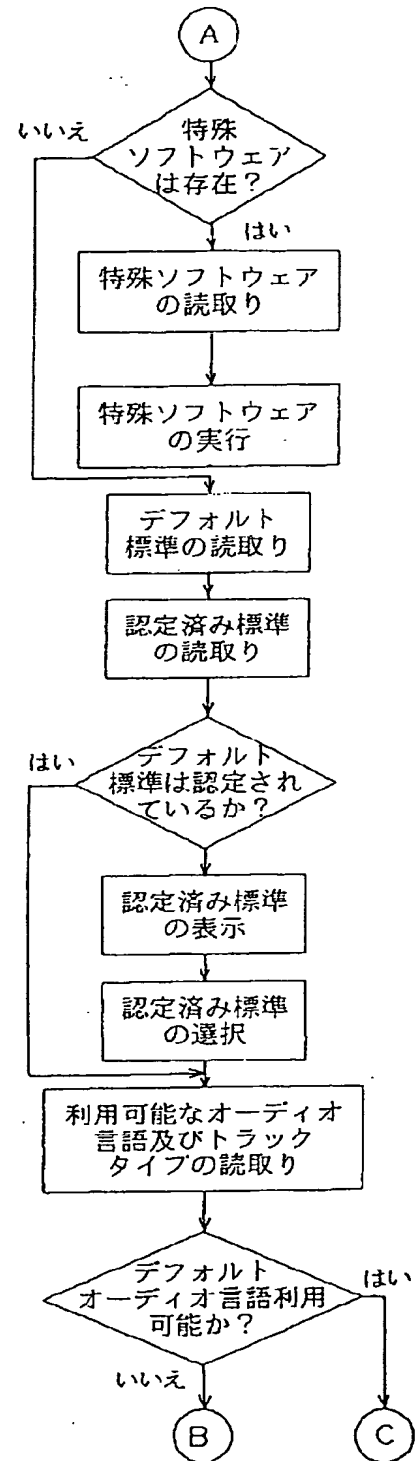 A
いいえ
特殊
ソフトウェア
は存在？
はい
特殊ソフトウェア
の読取り
特殊ソフトウェア
の実行
デフォルト
標準の読取り
認定済み標準
の読取り
はい
デフォルト
標準は認定され
ているか？
認定済み標準
の表示
認定済み標準
の選択
利用可能なオーディオ
言語及びトラック
タイプの読取り
デフォルト
オーディオ言語利用
可能か？
はい
いいえ
B
C